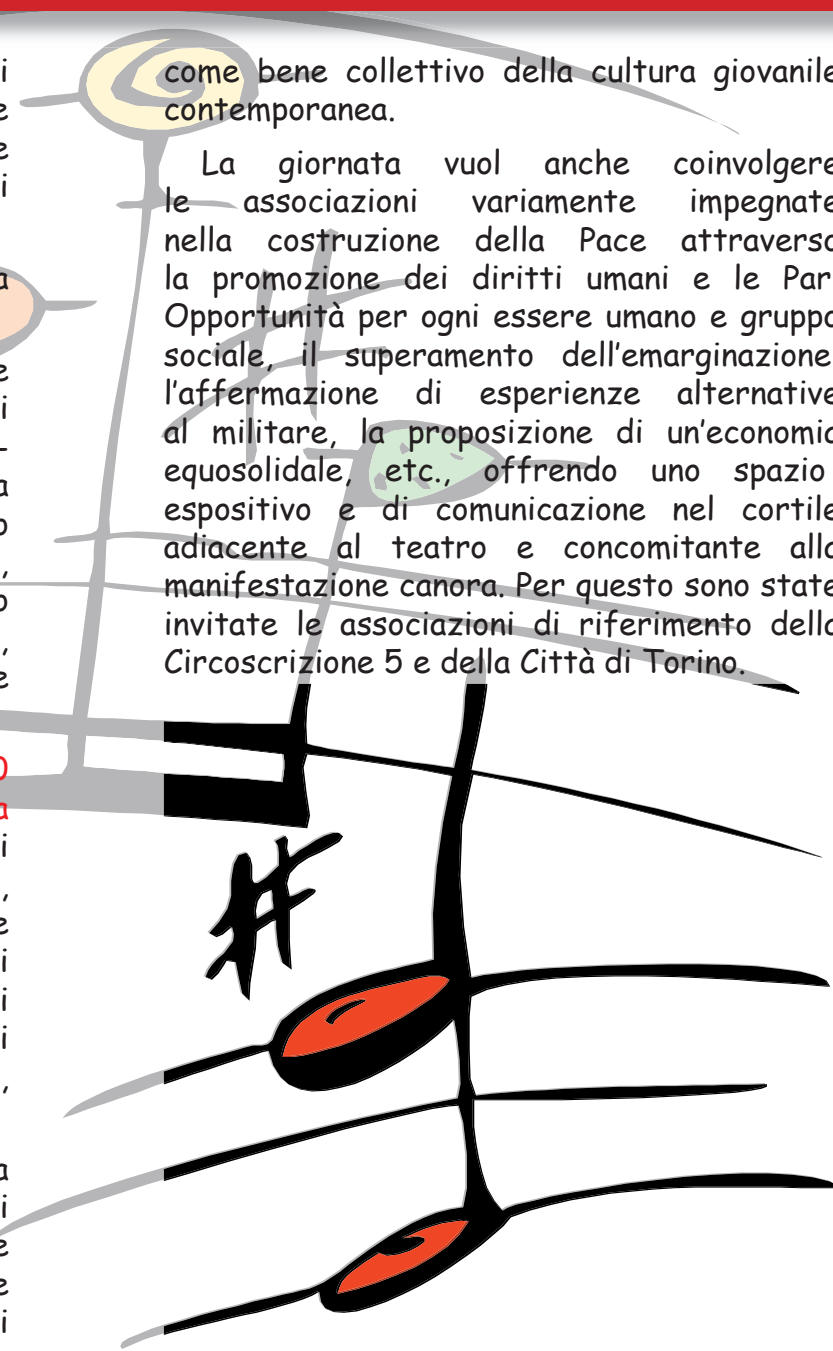 come bene collettivo della cultura giovanile
contemporanea.
La giornata vuol anche coinvolgere
le associazioni variamente impegnate
nella costruzione della Pace attraverso
la promozione dei diritti umani e le Par
Opportunità per ogni essere umano e gruppo
sociale, il superamento dell'emarginazione
l'affermazione di esperienze alternative
al militare, la proposizione di un'economia
equosolidale, etc., offrendo uno spazio
espositivo e di comunicazione nel cortile
adiacente al teatro e concomitante alla
manifestazione canora. Per questo sono state
invitate le associazioni di riferimento della
Circoscrizione 5 e della Città di Torino.